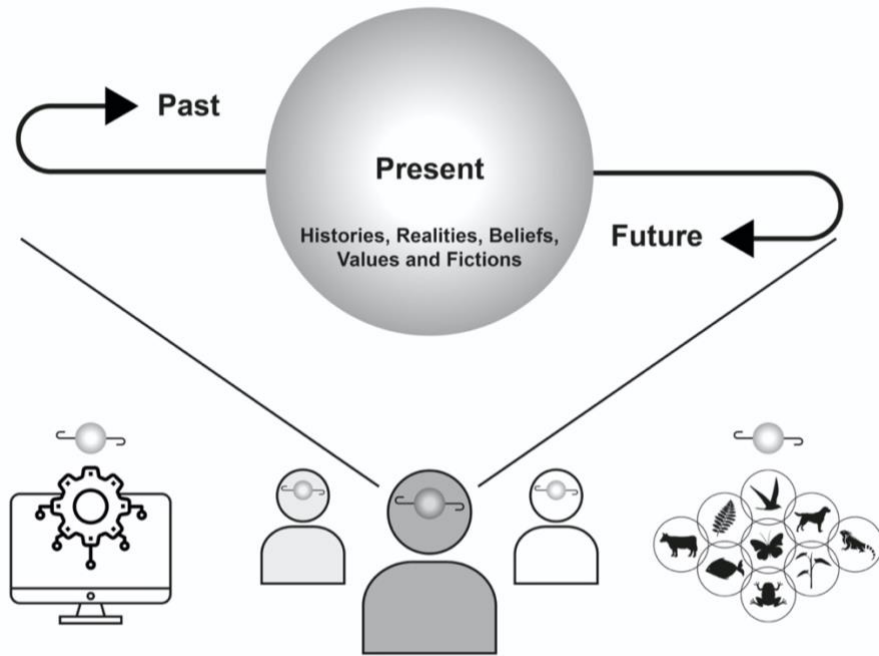 Past
Present
Histories, Realities, Beliefs,
Values and Fictions
Future